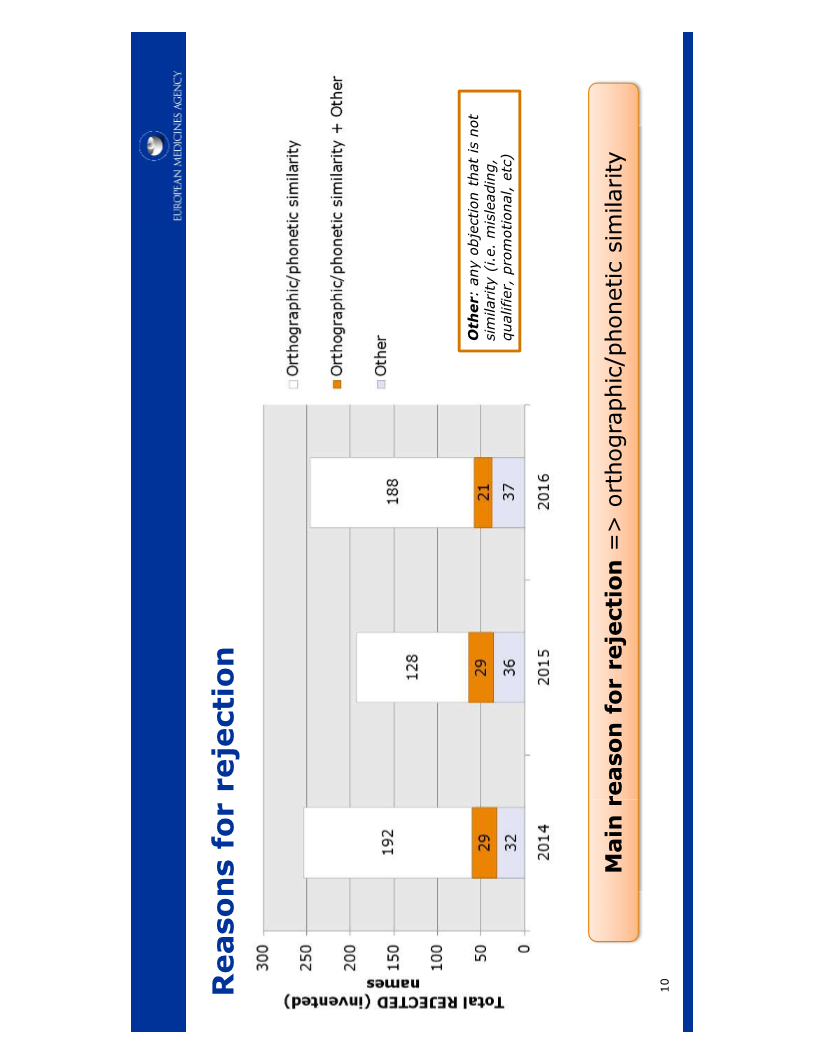 EUROPEAN MEDICINES AGENCY
Reasons for rejection
Total REJECTED (invented)
names
300
250
200
150
100
50
0
192
29
32
128
29
36
188
21
37
2014
2015
2016
Orthographic/phonetic similarity
Orthographic/phonetic similarity + Other
Other
Other: any objection that is not
similarity (i.e. misleading,
qualifier, promotional, etc)
Main reason for rejection => orthographic/phonetic similarity
10